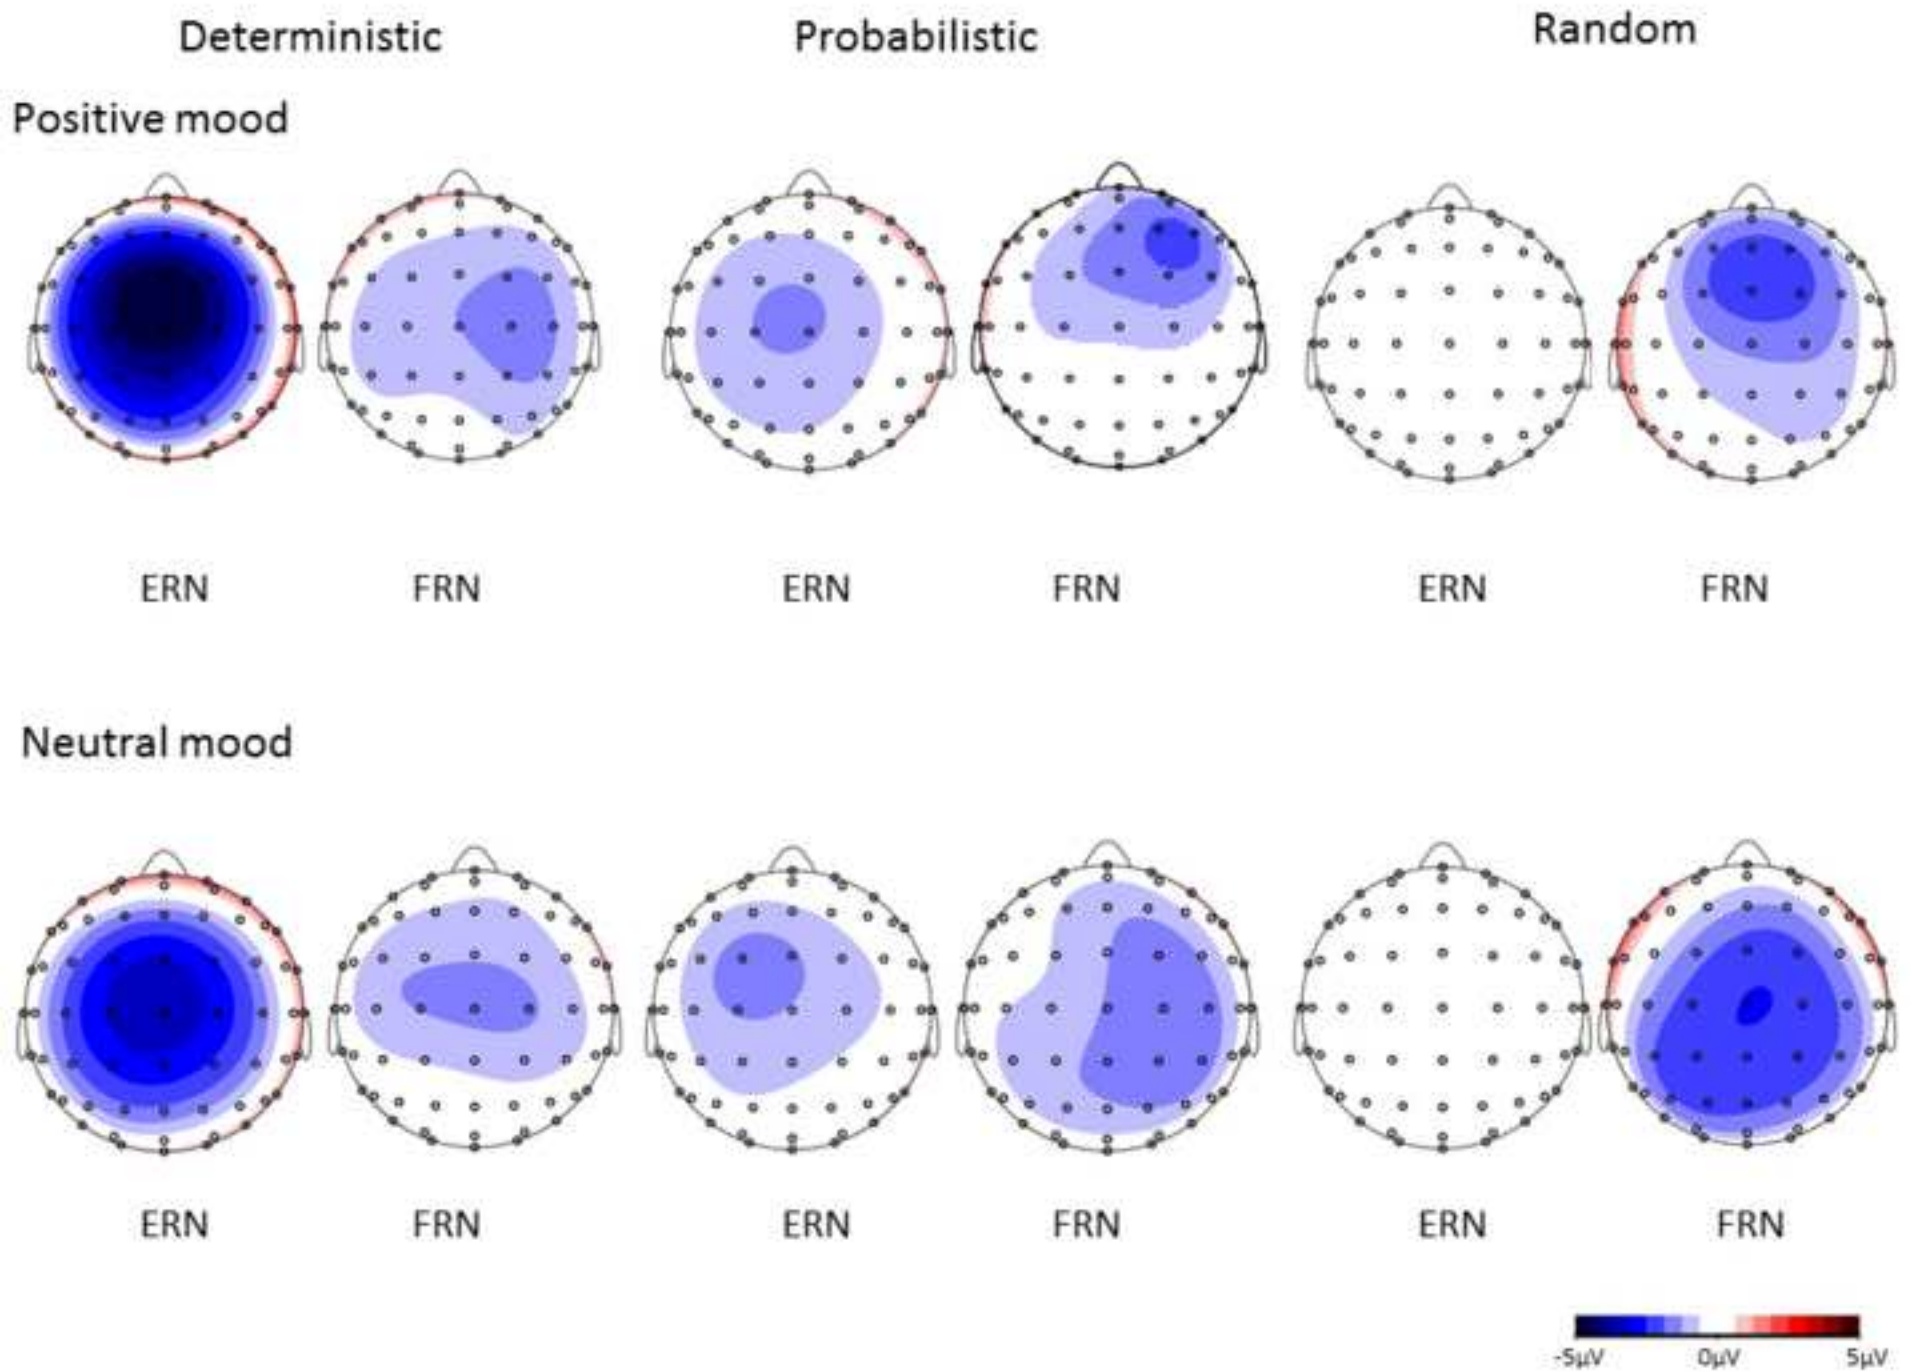 Deterministic Probabilistic Random
Positive mood
ERN FRN ERN FRN ERN FRN
Neutral mood
ERN FRN ERN FRN ERN FRN
-5µV 0µV 5µV